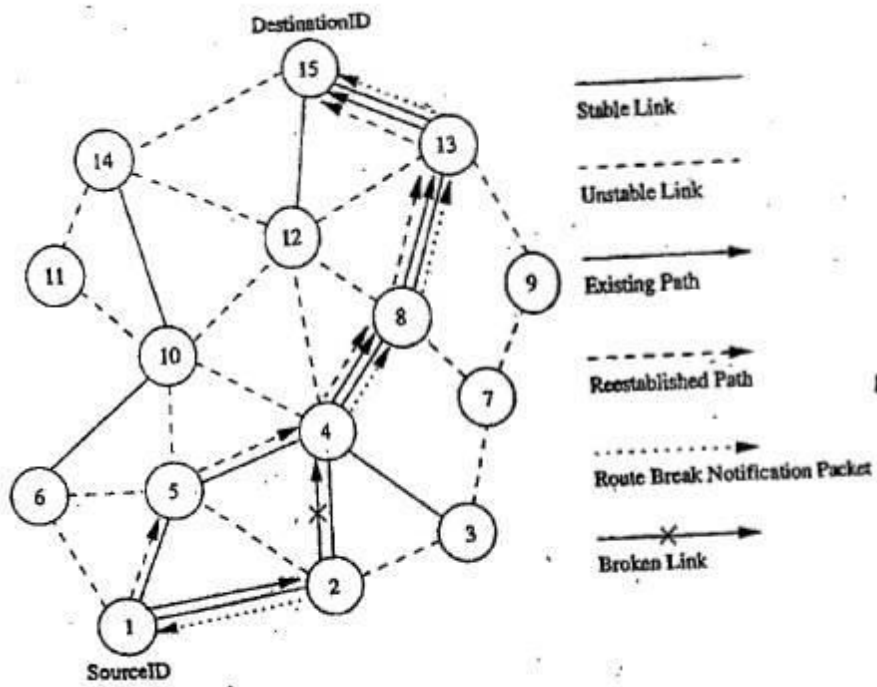 DestinationID
15
13
Stable Link
14
Unstable Link
12
11
9
Existing Path
8
10
7
Reestablished Path
4
Route Break Notification Packet
6
5
3
2
Broken Link
1
SourceID